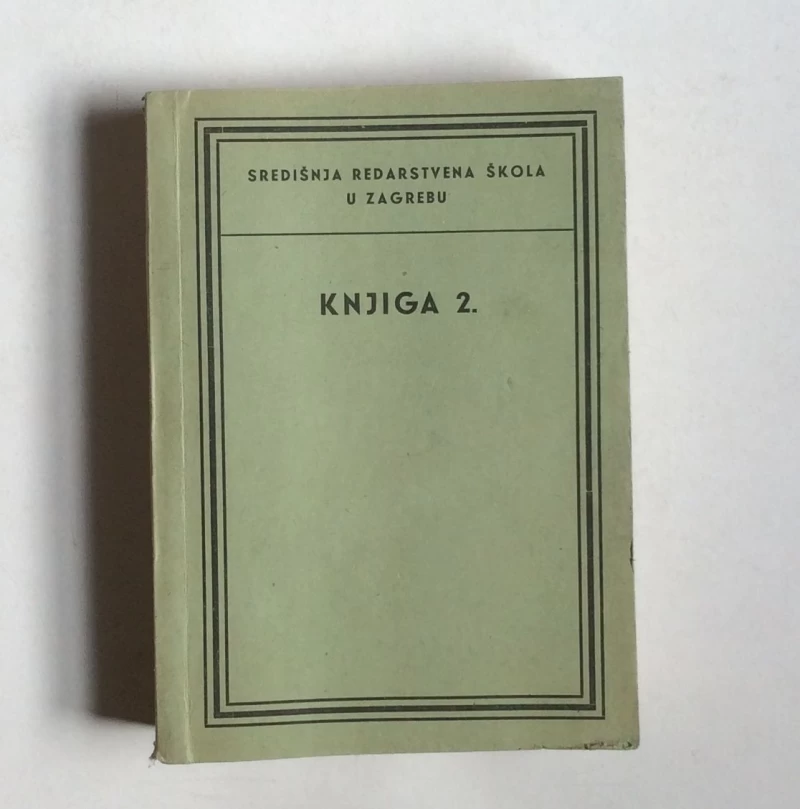 SREDIŠNJA REDARSTVENA ŠKOLA
U ZAGREBU
KNJIGA 2.